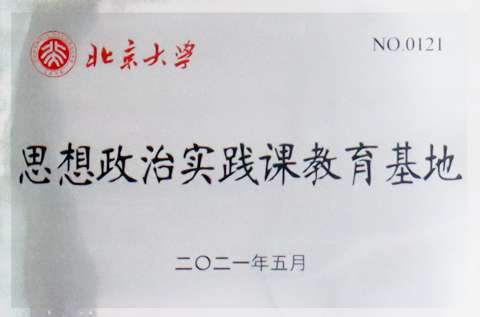 北京大学
NO.0121
思想政治实践课教育基地
二〇二一年五月